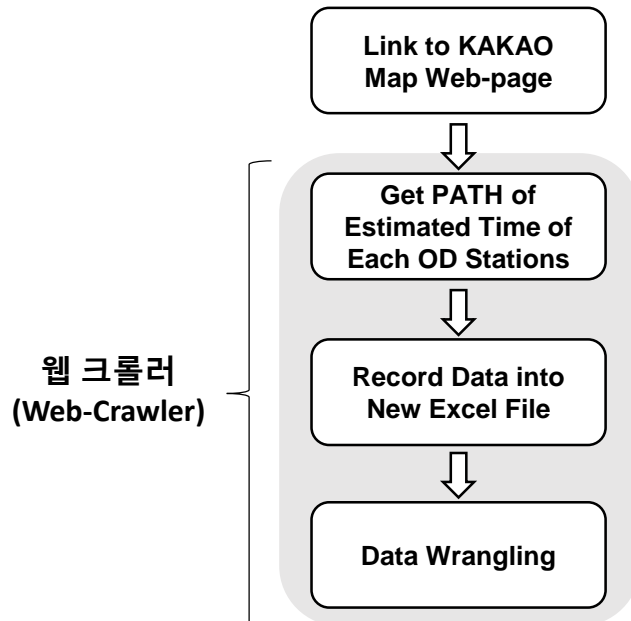 Link to KAKAO
Map Web-page
Get PATH of
Estimated Time of
Each OD Stations
웹 크롤러
(Web-Crawler)
Record Data into
New Excel File
Data Wrangling